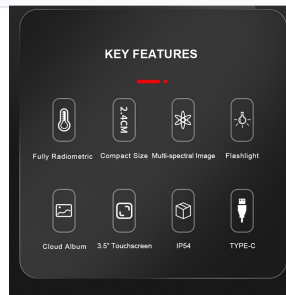 KEY FEATURES
2.4CM
Fully Radiometric
Compact Size
Multi-spectral Image
Flashlight
Cloud Album
3.5" Touchscreen
IP54
TYPE-C